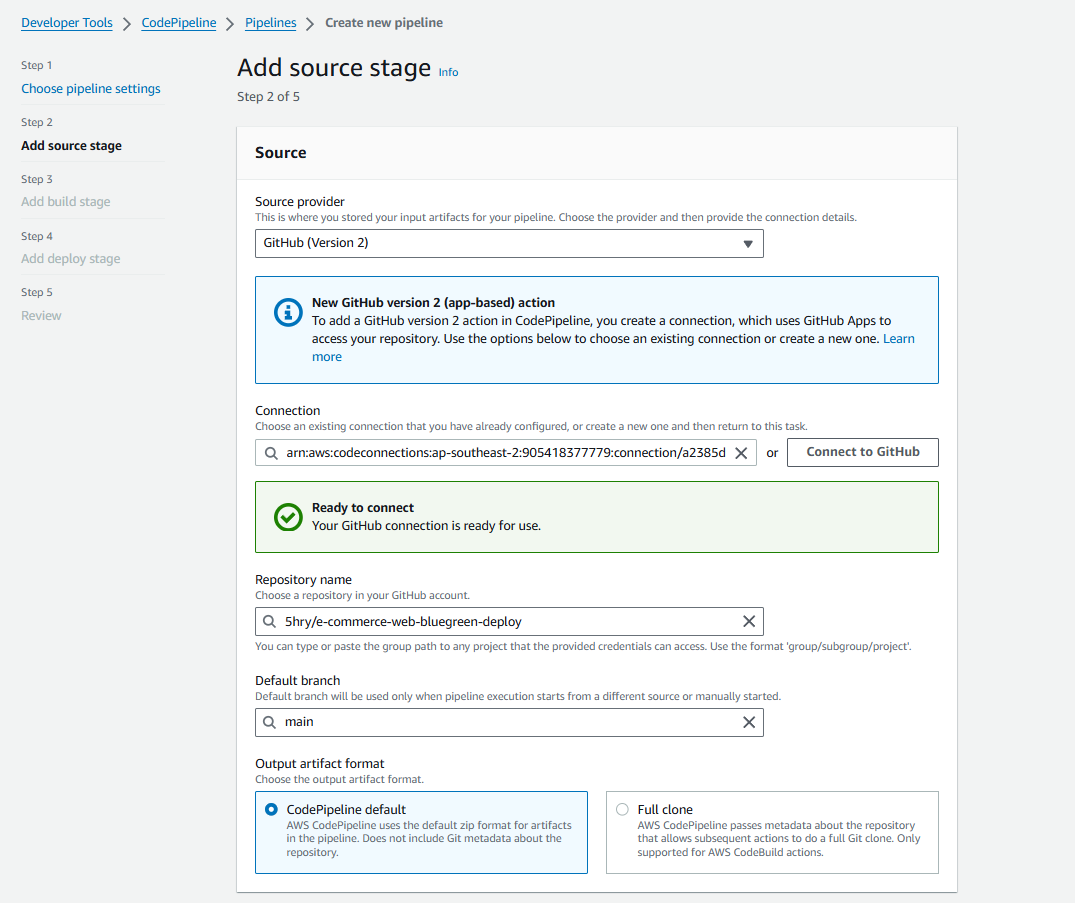 Developer Tools > CodePipeline > Pipelines > Create new pipeline
Step 1
Choose pipeline settings
Step 2
Add source stage
Step 3
Add build stage
Step 4
Add deploy stage
Step 5
Review
Add source stage Info
Step 2 of 5
Source
Source provider
This is where you stored your input artifacts for your pipeline. Choose the provider and then provide the connection details.
GitHub (Version 2)
New GitHub version 2 (app-based) action
To add a GitHub version 2 action in CodePipeline, you create a connection, which uses GitHub Apps to
access your repository. Use the options below to choose an existing connection or create a new one. Learn
more
Connection
Choose an existing connection that you have already configured, or create a new one and then return to this task.
arn:aws:codeconnections:ap-southeast-2:905418377779:connection/a2385d or Connect to GitHub
Ready to connect
Your GitHub connection is ready for use.
Repository name
Choose a repository in your GitHub account.
5hry/e-commerce-web-bluegreen-deploy
You can type or paste the group path to any project that the provided credentials can access. Use the format 'group/subgroup/project'.
Default branch
Default branch will be used only when pipeline execution starts from a different source or manually started.
main
Output artifact format
Choose the output artifact format.
CodePipeline default
AWS CodePipeline uses the default zip format for artifacts
in the pipeline. Does not include Git metadata about the
repository.
Full clone
AWS CodePipeline passes metadata about the repository
that allows subsequent actions to do a full Git clone. Only
supported for AWS CodeBuild actions.